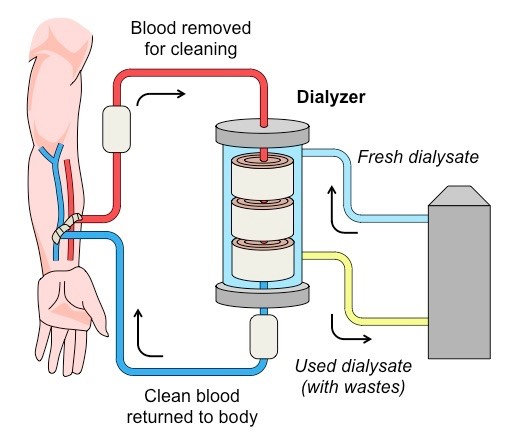 Blood removed
for cleaning
Dialyzer
Fresh dialysate
Used dialysate
(with wastes)
Clean blood
returned to body